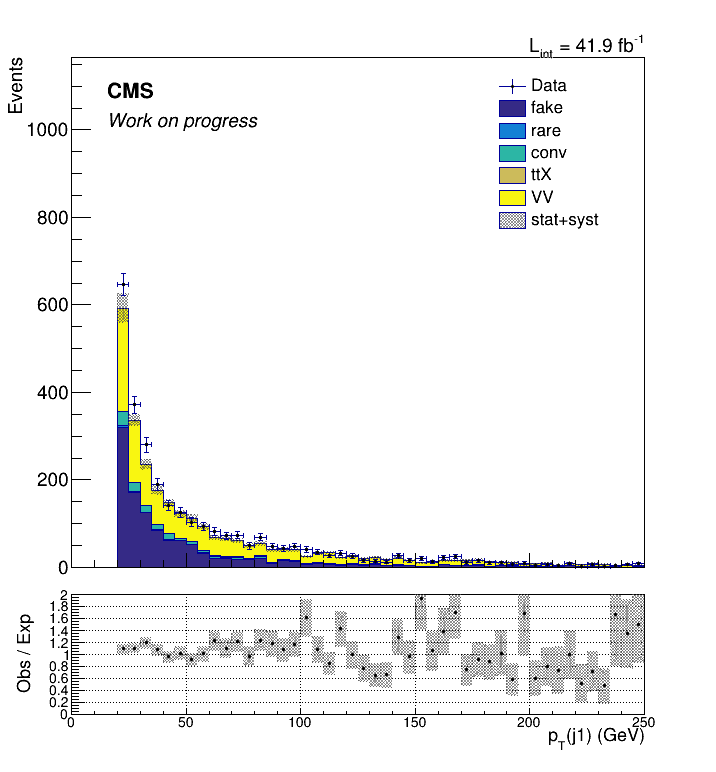 L_int = 41.9 fb^-1
Events
CMS
Work on progress
Data
fake
rare
conv
ttX
VV
stat+syst
1000
800
600
400
200
0
Obs / Exp
2
1.8
1.6
1.4
1.2
1
0.8
0.6
0.4
0.2
0
0 50 100 150 200 250
p_T(j1) (GeV)